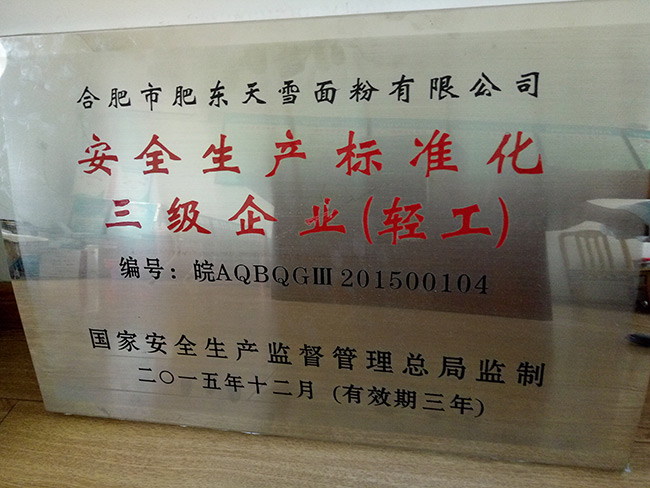 合肥市肥东天雪面粉有限公司
安全生产标准化
三级企业(轻工)
编号：皖AQBQGⅢ201500104
国家安全生产监督管理总局监制
二〇一五年十二月 (有效期三年)